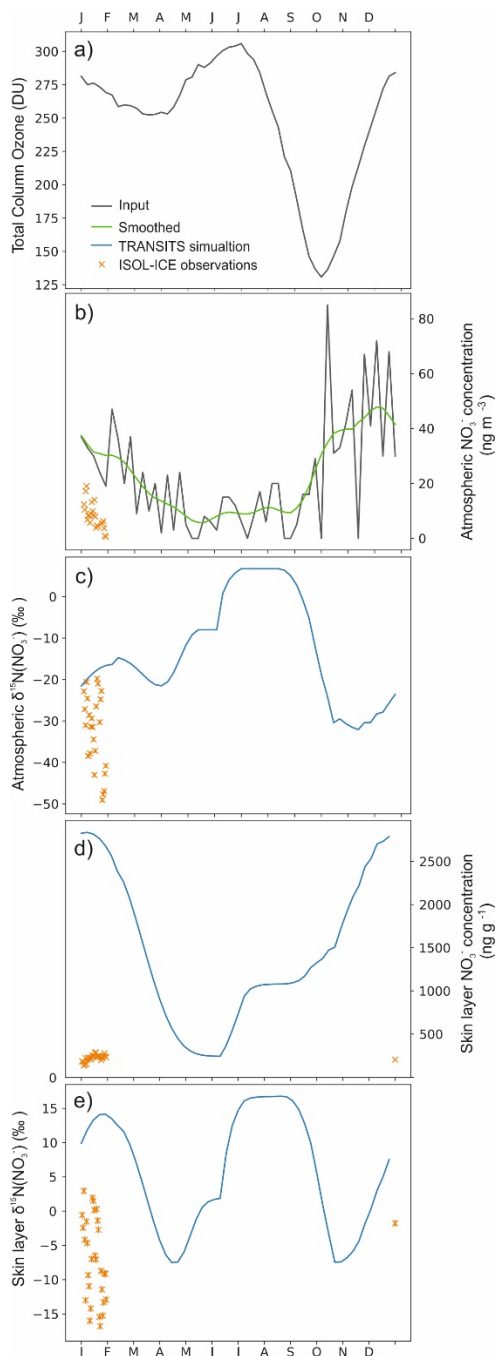 J F M A M J J A S O N D
a)
Total Column Ozone (DU)
300
275
250
225
200
175
150
125
Input
Smoothed
TRANSITS simualtion
ISOL-ICE observations
b)
Atmospheric NO₃⁻ concentration
(ng m ⁻³)
80
60
40
20
0
c)
Atmospheric δ¹⁵N(NO₃⁻) (‰)
0
−10
−20
−30
−40
−50
d)
Skin layer NO₃⁻ concentration
(ng g ⁻¹)
2500
2000
1500
1000
500
0
e)
Skin layer δ¹⁵N(NO₃⁻) (‰)
15
10
5
0
−5
−10
−15
J F M A M J J A S O N D